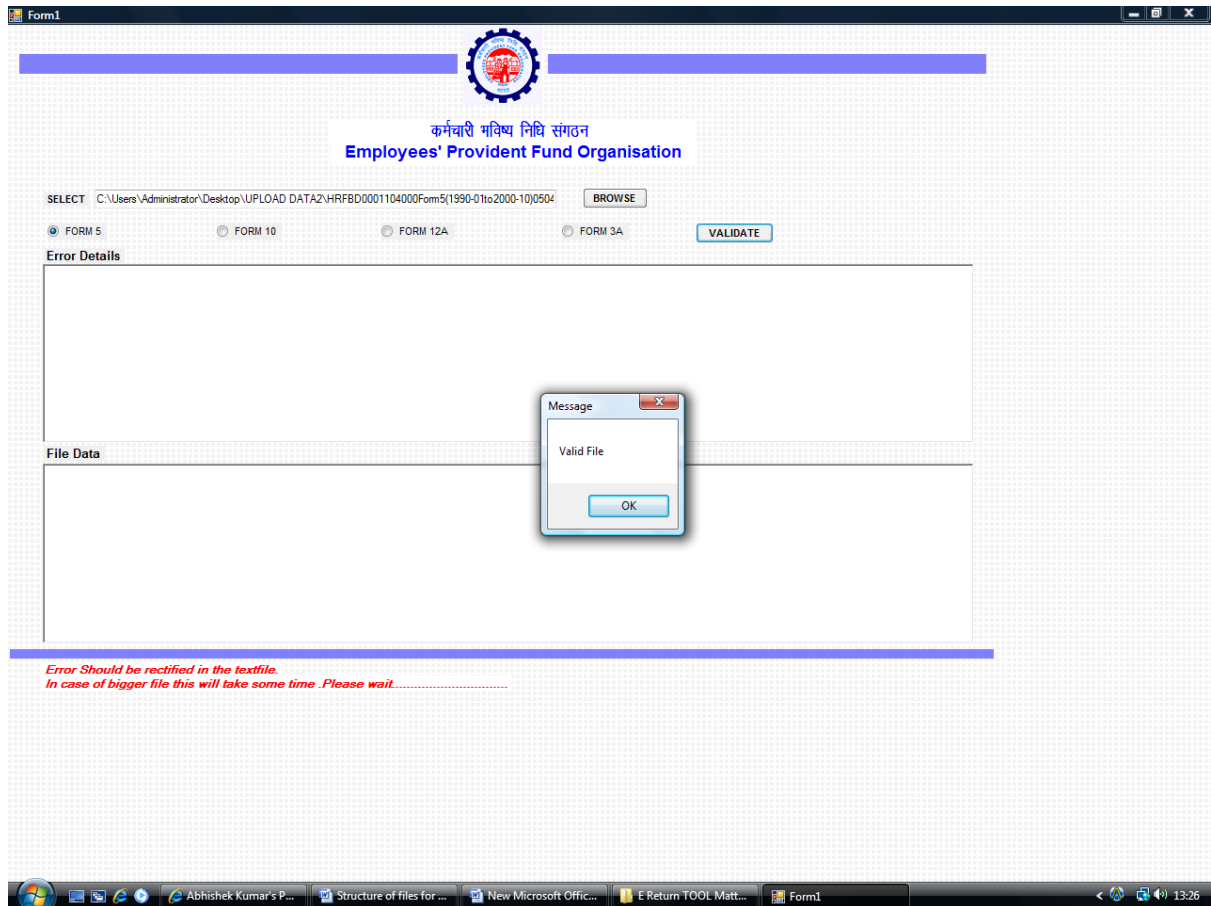 Form1
कर्मचारी भविष्य निधि संगठन
Employees' Provident Fund Organisation
SELECT C:\Users\Administrator\Desktop\UPLOAD DATA2\HRFBD0001104000Form5(1990-01to2000-10)0504 BROWSE
FORM 5 FORM 10 FORM 12A FORM 3A VALIDATE
Error Details
Message
Valid File
OK
File Data
Error Should be rectified in the textfile.
In case of bigger file this will take some time .Please wait................................
Abhishek Kumar's P... Structure of files for ... New Microsoft Offic... E Return TOOL Matt... Form1 13:26